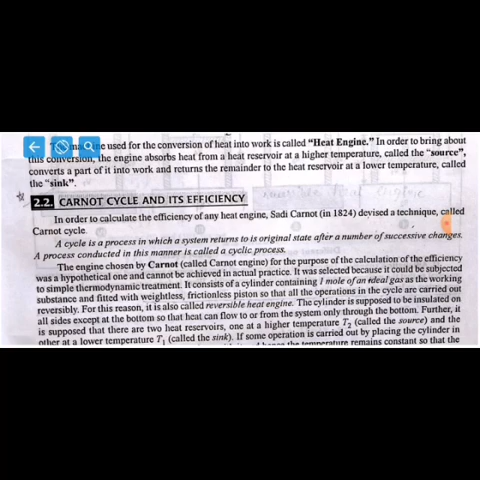 used for the conversion of heat into work is called "Heat Engine." In order to bring about
this conversion, the engine absorbs heat from a heat reservoir at a higher temperature, called the "source",
converts a part of it into work and returns the remainder to the heat reservoir at a lower temperature, called
the "sink".
2.2. CARNOT CYCLE AND ITS EFFICIENCY
In order to calculate the efficiency of any heat engine, Sadi Carnot (in 1824) devised a technique, called
Carnot cycle.
A cycle is a process in which a system returns to is original state after a number of successive changes.
A process conducted in this manner is called a cyclic process.
The engine chosen by Carnot (called Carnot engine) for the purpose of the calculation of the efficiency
was a hypothetical one and cannot be achieved in actual practice. It was selected because it could be subjected
to simple thermodynamic treatment. It consists of a cylinder containing 1 mole of an ideal gas as the working
substance and fitted with weightless, frictionless piston so that all the operations in the cycle are carried out
reversibly. For this reason, it is also called reversible heat engine. The cylinder is supposed to be insulated on
all sides except at the bottom so that heat can flow to or from the system only through the bottom. Further, it
is supposed that there are two heat reservoirs, one at a higher temperature T₂ (called the source) and the
other at a lower temperature T₁ (called the sink). If some operation is carried out by placing the cylinder in
the temperature remains constant so that the